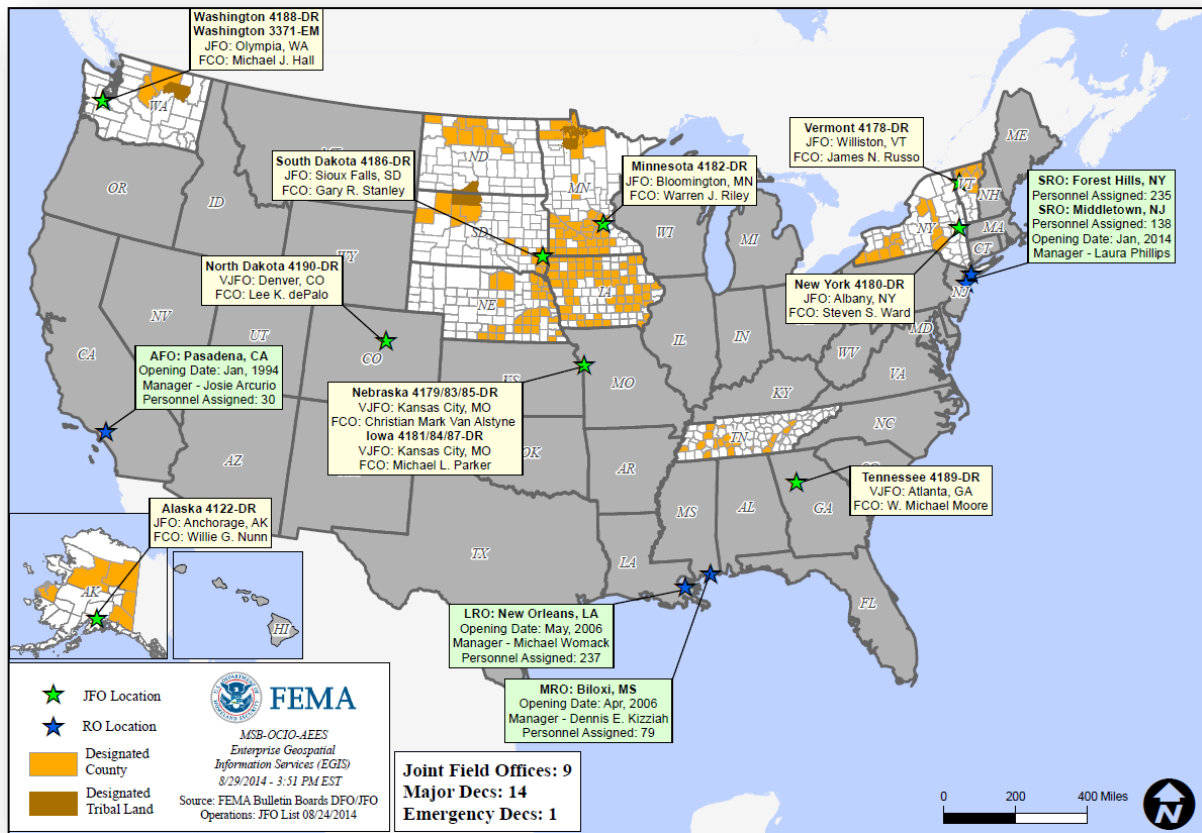 Washington 4188-DR
Washington 3371-EM
JFO: Olympia, WA
FCO: Michael J. Hall
South Dakota 4186-DR
JFO: Sioux Falls, SD
FCO: Gary R. Stanley
Minnesota 4182-DR
JFO: Bloomington, MN
FCO: Warren J. Riley
Vermont 4178-DR
JFO: Williston, VT
FCO: James N. Russo
SRO: Forest Hills, NY
Personnel Assigned: 235
SRO: Middletown, NJ
Personnel Assigned: 138
Opening Date: Jan, 2014
Manager - Laura Phillips
North Dakota 4190-DR
VJFO: Denver, CO
FCO: Lee K. dePalo
New York 4180-DR
JFO: Albany, NY
FCO: Steven S. Ward
AFO: Pasadena, CA
Opening Date: Jan, 1994
Manager - Josie Arcurio
Personnel Assigned: 30
Nebraska 4179/83/85-DR
VJFO: Kansas City, MO
FCO: Christian Mark Van Alstyne
Iowa 4181/84/87-DR
VJFO: Kansas City, MO
FCO: Michael L. Parker
Tennessee 4189-DR
VJFO: Atlanta, GA
FCO: W. Michael Moore
Alaska 4122-DR
JFO: Anchorage, AK
FCO: Willie G. Nunn
LRO: New Orleans, LA
Opening Date: May, 2006
Manager - Michael Womack
Personnel Assigned: 237
MRO: Biloxi, MS
Opening Date: Apr, 2006
Manager - Dennis E. Kizziah
Personnel Assigned: 79
WA
OR
ID
ND
MN
SD
WY
NE
IA
WI
MI
NV
UT
CO
CA
AZ
OK
MO
IL
IN
KY
WV
VA
MD
NC
TN
AR
MS
AL
GA
LA
TX
FL
NY
VT
NH
ME
MA
CT
NJ
AK
HI
JFO Location
RO Location
Designated
County
Designated
Tribal Land
FEMA
MSB-OCIO-AEES
Enterprise Geospatial
Information Services (EGIS)
8/29/2014 - 3:51 PM EST
Source: FEMA Bulletin Boards DFO/JFO
Operations: JFO List 08/24/2014
Joint Field Offices: 9
Major Decs: 14
Emergency Decs: 1
0 200 400 Miles
N